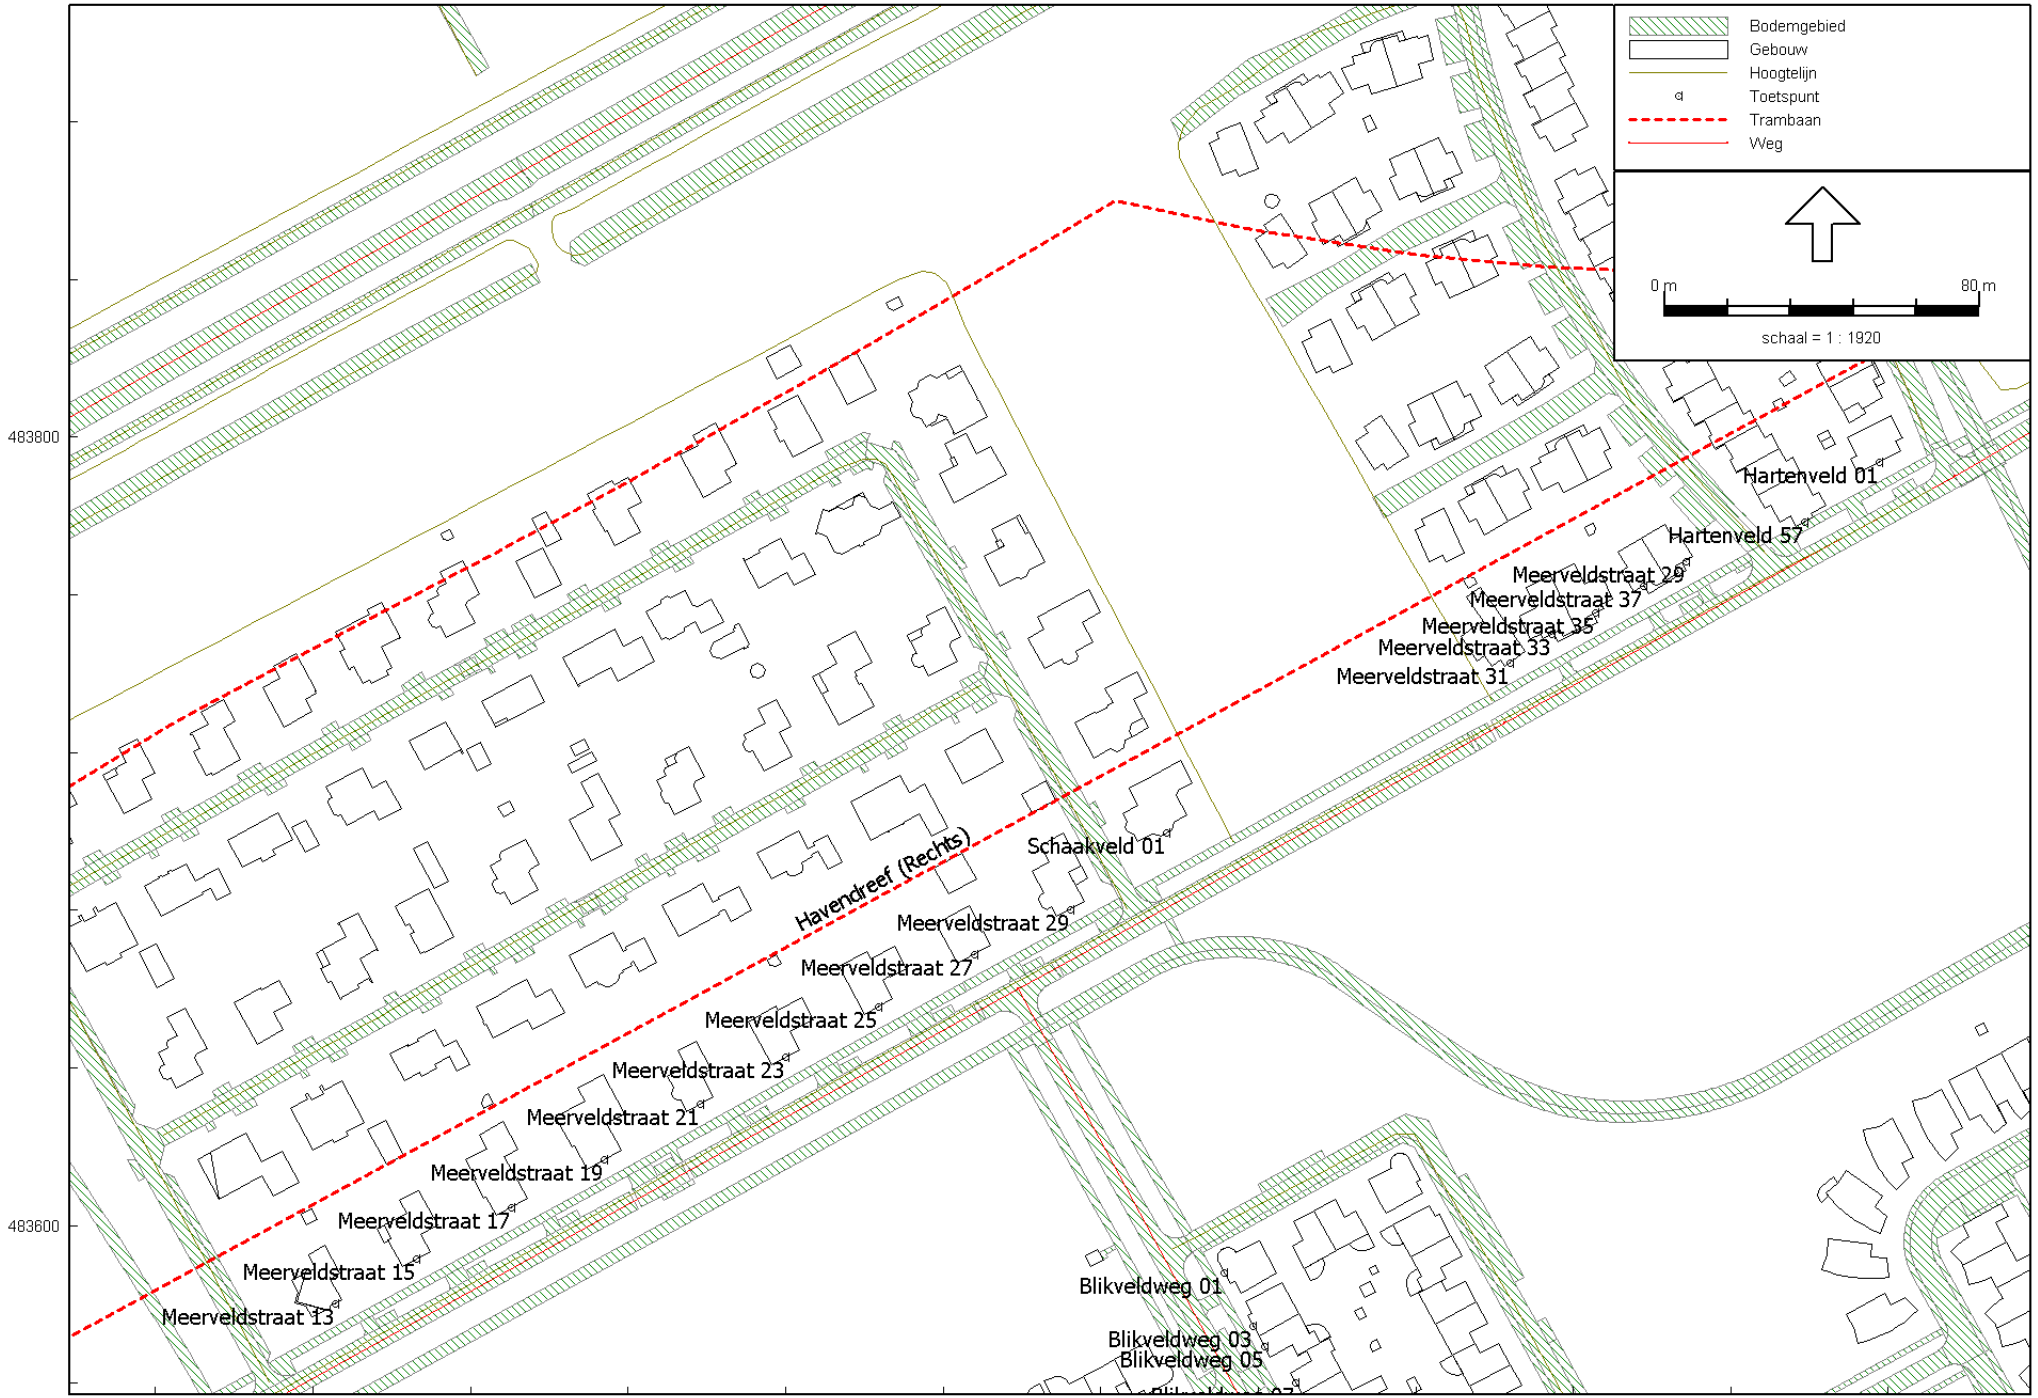 Bodemgebied
Gebouw
Hoogtelijn
Toetspunt
Trambaan
Weg
0 m
80 m
schaal = 1 : 1920
483800
Hartenveld 01
Hartenveld 57
Meerveldstraat 29
Meerveldstraat 37
Meerveldstraat 35
Meerveldstraat 33
Meerveldstraat 31
Schaakveld 01
Havendreef (Rechts)
Meerveldstraat 29
Meerveldstraat 27
Meerveldstraat 25
Meerveldstraat 23
Meerveldstraat 21
Meerveldstraat 19
Meerveldstraat 17
483600
Meerveldstraat 15
Blikveldweg 01
Meerveldstraat 13
Blikveldweg 03
Blikveldweg 05
Blikveldweg 07